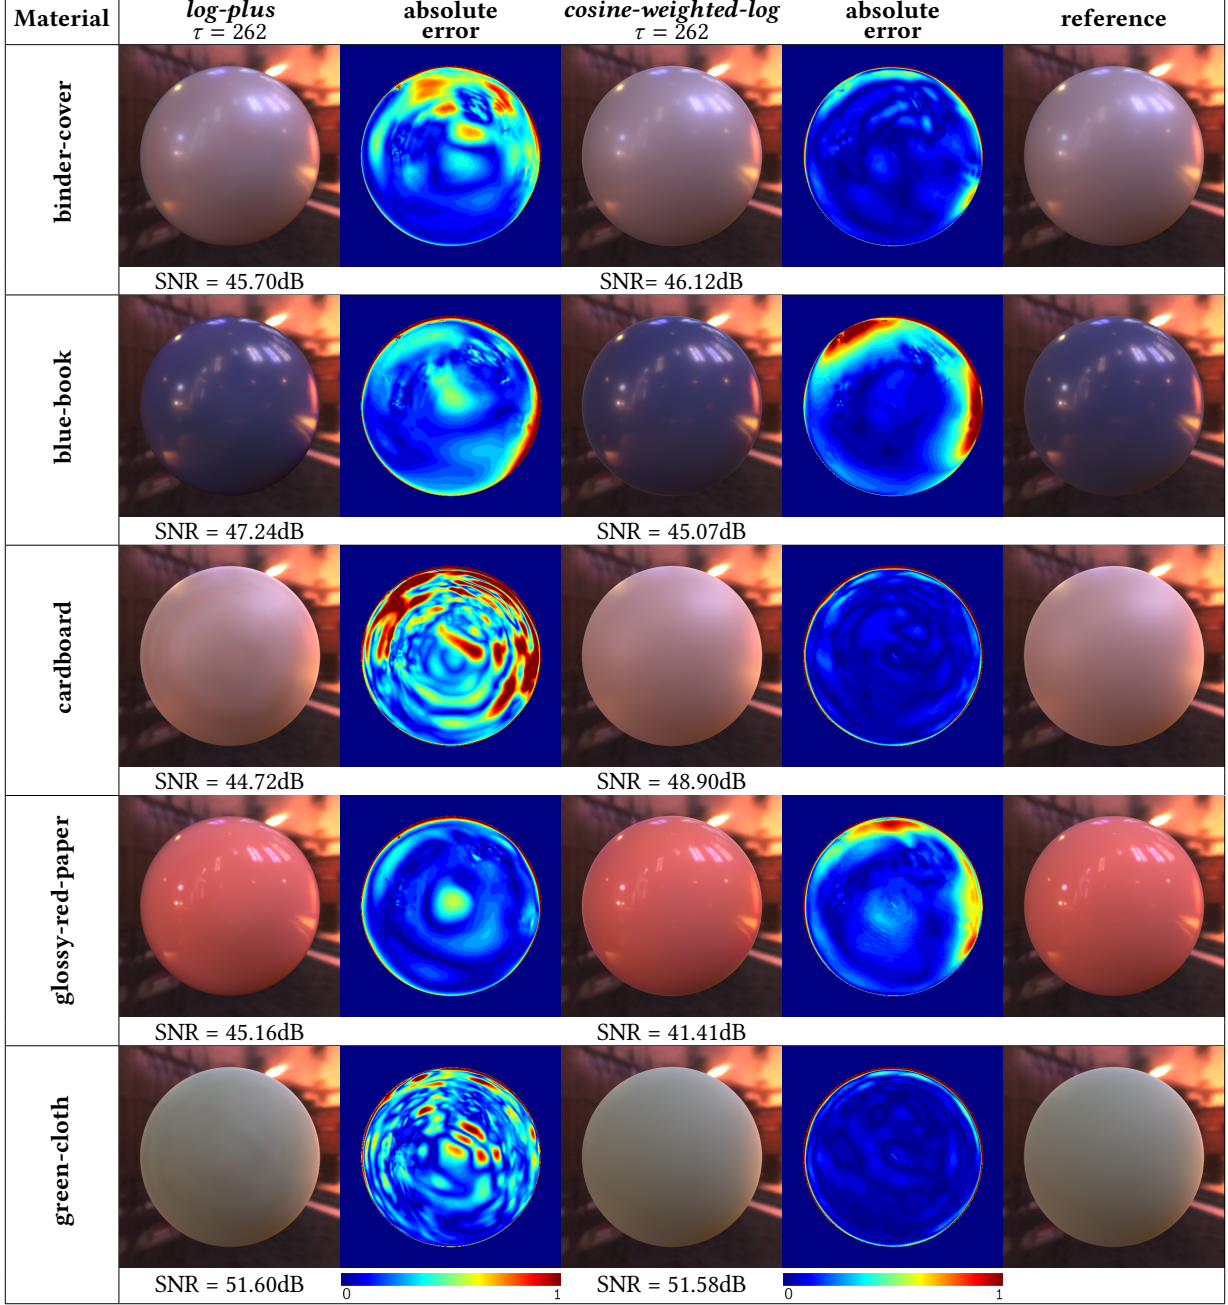 Material
log-plus
τ = 262
absolute
error
cosine-weighted-log
τ = 262
absolute
error
reference
binder-cover
SNR = 45.70dB
SNR= 46.12dB
blue-book
SNR = 47.24dB
SNR = 45.07dB
cardboard
SNR = 44.72dB
SNR = 48.90dB
glossy-red-paper
SNR = 45.16dB
SNR = 41.41dB
green-cloth
SNR = 51.60dB
0 1
SNR = 51.58dB
0 1